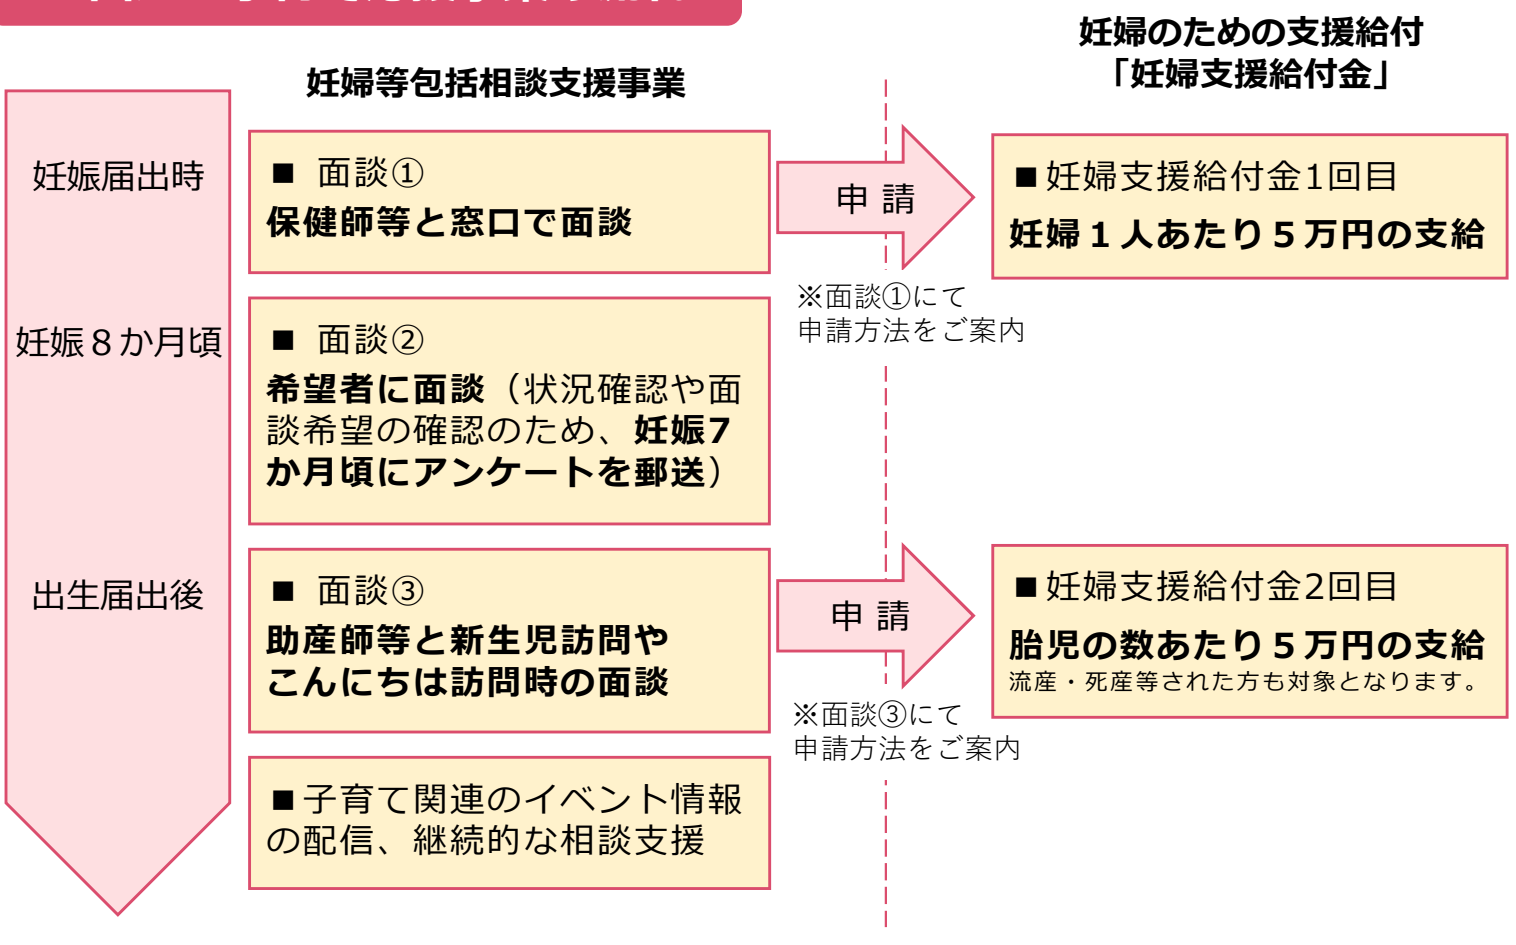 妊婦のための支援給付
「妊婦支援給付金」
妊婦等包括相談支援事業
妊娠届出時
■ 面談①
保健師等と窓口で面談
申 請
■妊婦支援給付金1回目
妊婦１人あたり５万円の支給
※面談①にて
申請方法をご案内
妊娠８か月頃
■ 面談②
希望者に面談（状況確認や面
談希望の確認のため、妊娠7
か月頃にアンケートを郵送）
出生届出後
■ 面談③
助産師等と新生児訪問や
こんにちは訪問時の面談
申 請
■妊婦支援給付金2回目
胎児の数あたり５万円の支給
流産・死産等された方も対象となります。
※面談③にて
申請方法をご案内
■子育て関連のイベント情報
の配信、継続的な相談支援